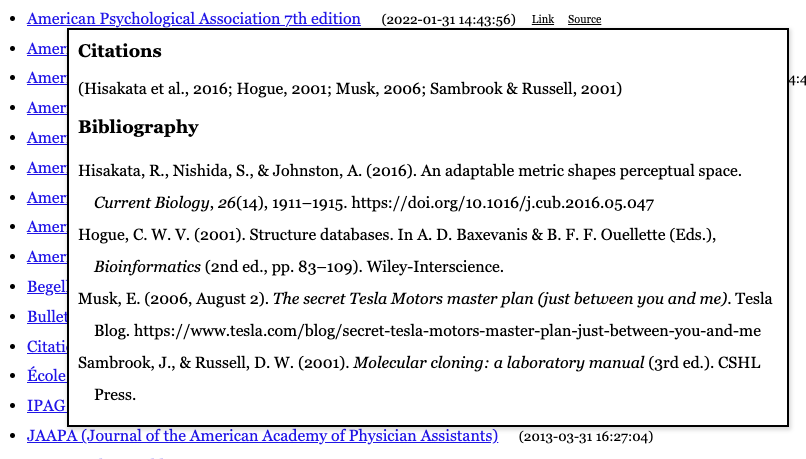 American Psychological Association 7th edition (2022-01-31 14:43:56) Link Source
Citations
(Hisakata et al., 2016; Hogue, 2001; Musk, 2006; Sambrook & Russell, 2001)
Bibliography
Hisakata, R., Nishida, S., & Johnston, A. (2016). An adaptable metric shapes perceptual space.
Current Biology, 26(14), 1911–1915. https://doi.org/10.1016/j.cub.2016.05.047
Hogue, C. W. V. (2001). Structure databases. In A. D. Baxevanis & B. F. F. Ouellette (Eds.),
Bioinformatics (2nd ed., pp. 83–109). Wiley-Interscience.
Musk, E. (2006, August 2). The secret Tesla Motors master plan (just between you and me). Tesla
Blog. https://www.tesla.com/blog/secret-tesla-motors-master-plan-just-between-you-and-me
Sambrook, J., & Russell, D. W. (2001). Molecular cloning: a laboratory manual (3rd ed.). CSHL
Press.
Amer
Amer
Amer
Amer
Amer
Amer
Amer
Amer
Begell
Bullet
Citati
École
IPAG
JAAPA (Journal of the American Academy of Physician Assistants) (2013-03-31 16:27:04)